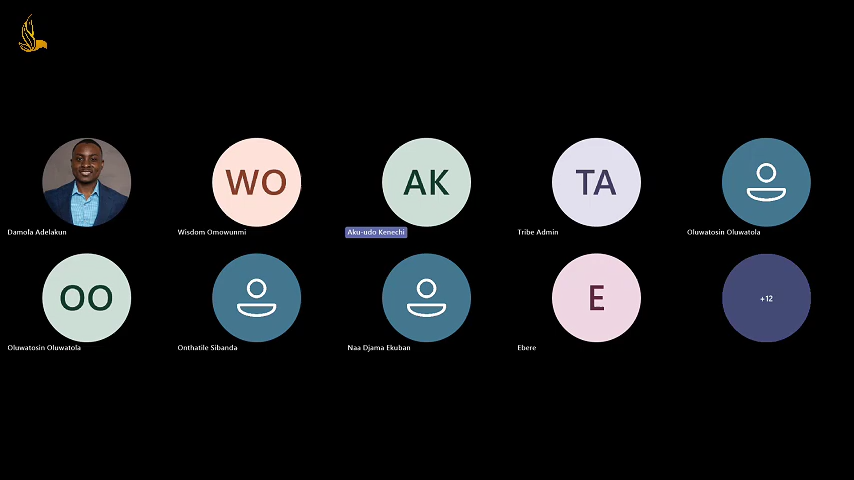 WO
AK
TA
Damola Adelakun
Wisdom Omowunmi
Aku-udo Kenechi
Tribe Admin
Oluwatosin Oluwatola
OO
E
+12
Oluwatosin Oluwatola
Onthatile Sibanda
Naa Djama Ekuban
Ebere